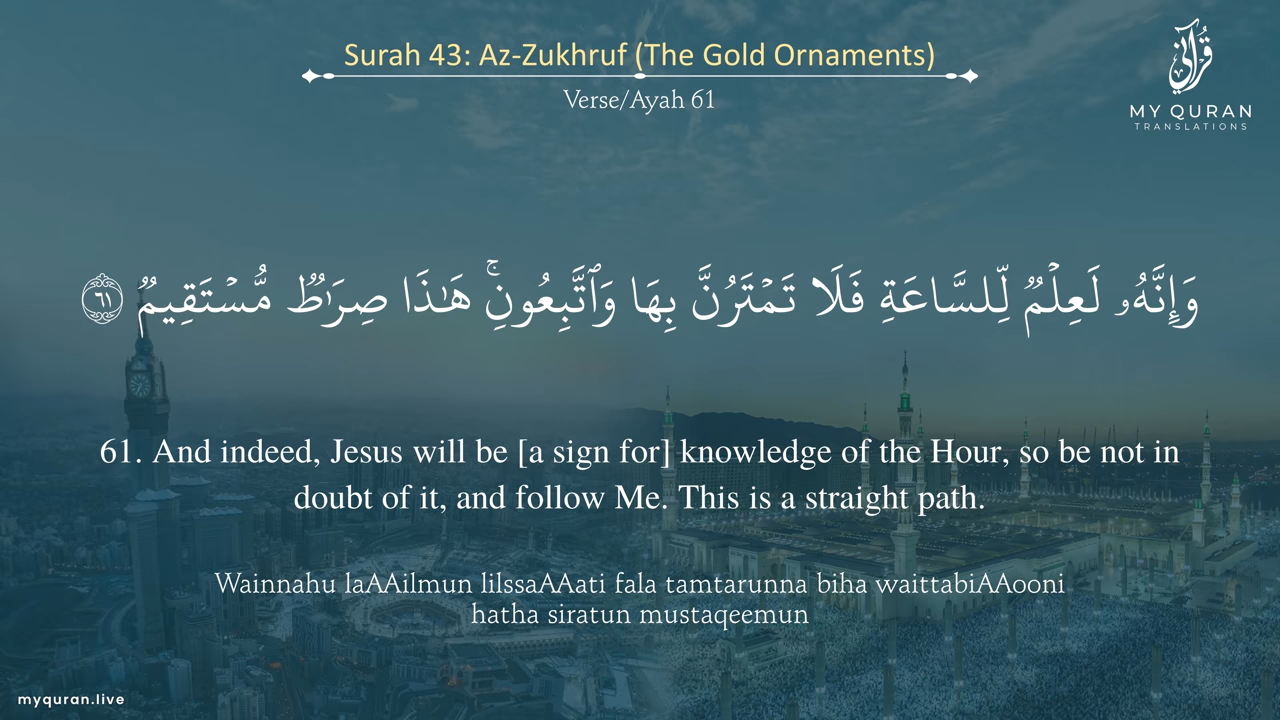 Surah 43: Az-Zukhruf (The Gold Ornaments)
Verse/Ayah 61
قرآني
MY QURAN
TRANSLATIONS
وَإِنَّهُۥ لَعِلۡمٞ لِّلسَّاعَةِ فَلَا تَمۡتَرُنَّ بِهَا وَٱتَّبِعُونِۚ هَٰذَا صِرَٰطٞ مُّسۡتَقِيمٞ ٦١
61. And indeed, Jesus will be [a sign for] knowledge of the Hour, so be not in
doubt of it, and follow Me. This is a straight path.
Wainnahu laAAilmun lilssaAAati fala tamtarunna biha waittabiAAooni
hatha siratun mustaqeemun
myquran.live